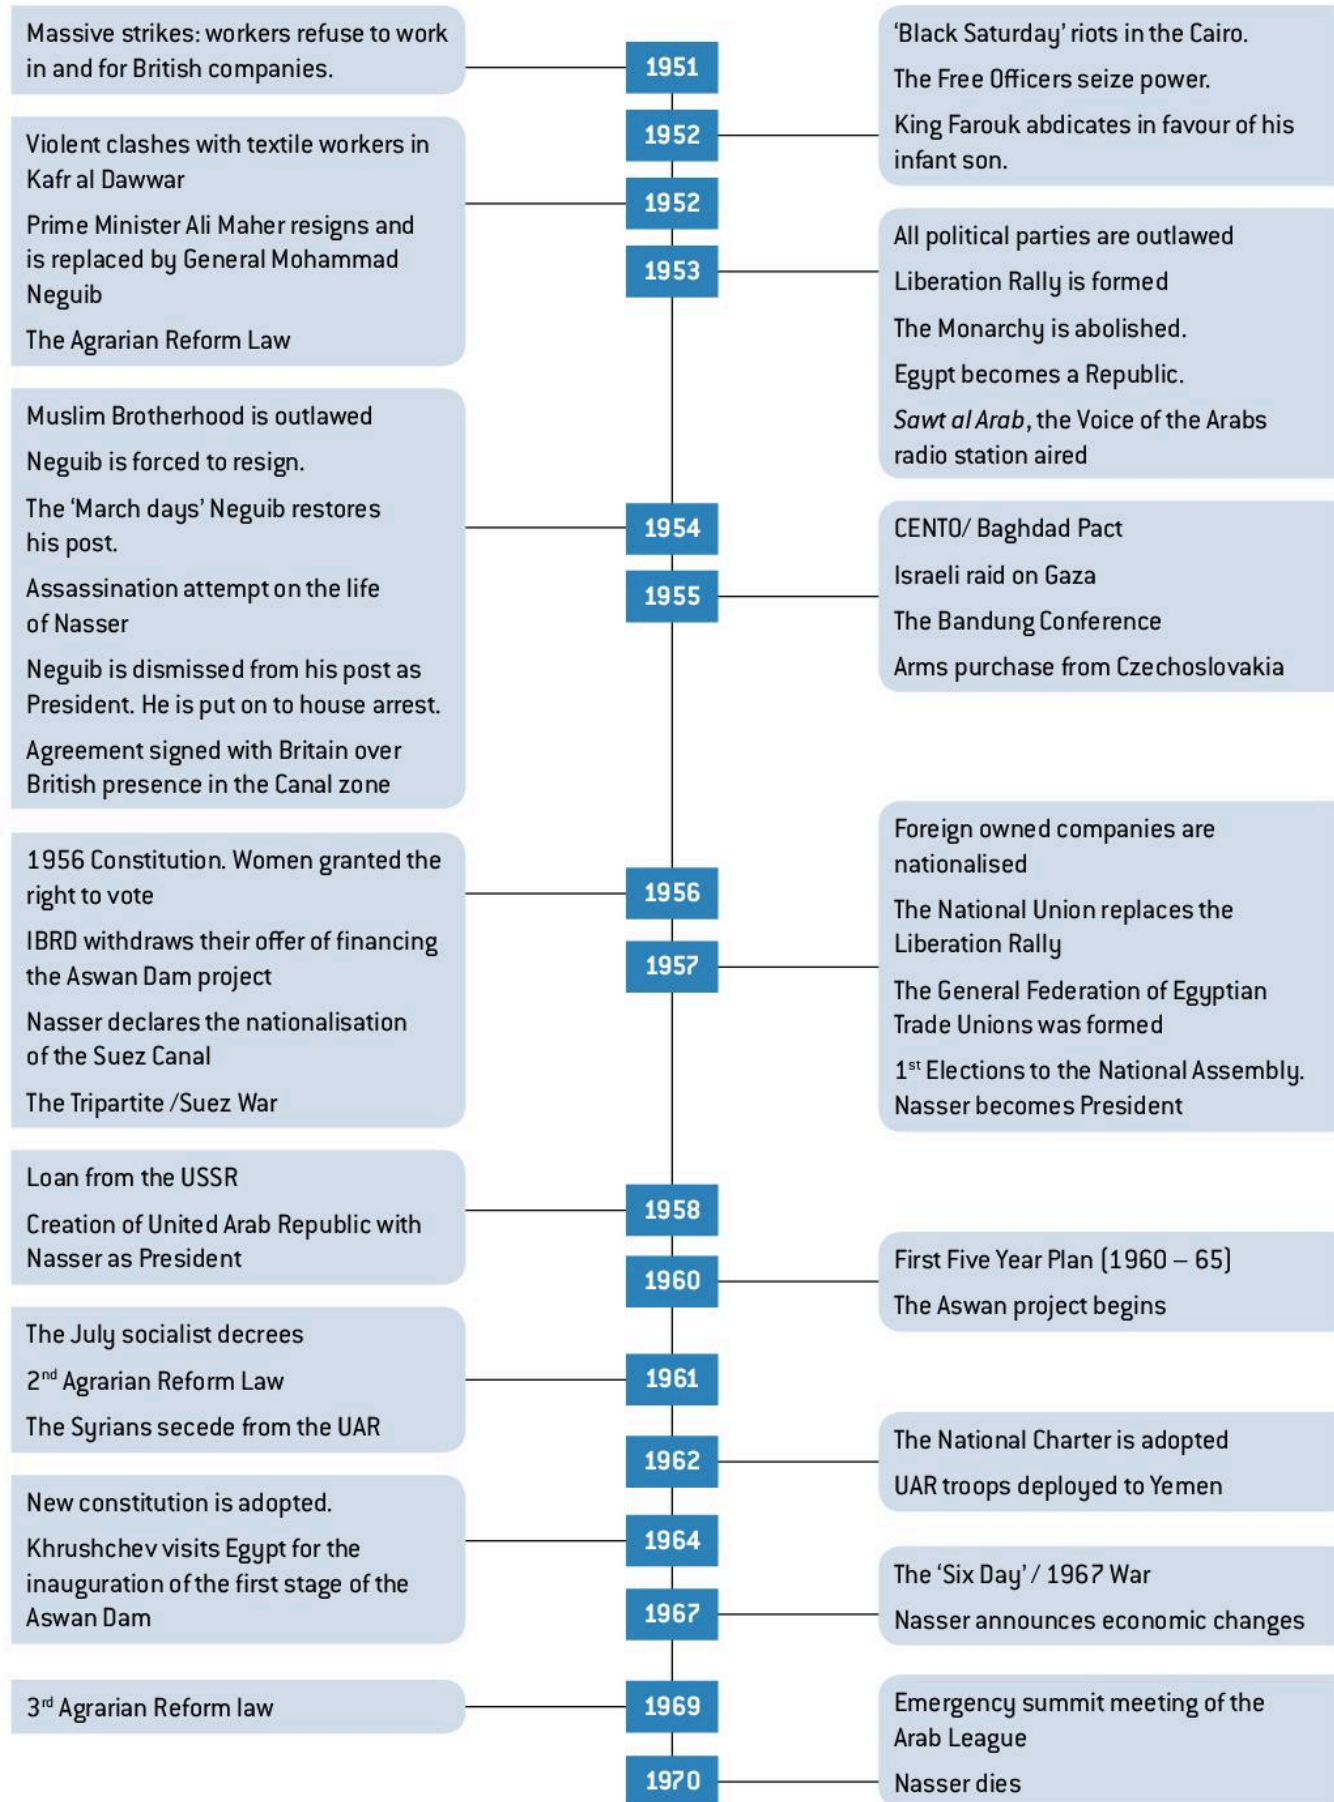 Massive strikes: workers refuse to work
in and for British companies.
1951
'Black Saturday' riots in the Cairo.
The Free Officers seize power.
King Farouk abdicates in favour of his
infant son.
1952
Violent clashes with textile workers in
Kafr al Dawwar
Prime Minister Ali Maher resigns and
is replaced by General Mohammad
Neguib
The Agrarian Reform Law
1952
1953
All political parties are outlawed
Liberation Rally is formed
The Monarchy is abolished.
Egypt becomes a Republic.
Sawt al Arab, the Voice of the Arabs
radio station aired
Muslim Brotherhood is outlawed
Neguib is forced to resign.
The 'March days' Neguib restores
his post.
Assassination attempt on the life
of Nasser
Neguib is dismissed from his post as
President. He is put on to house arrest.
Agreement signed with Britain over
British presence in the Canal zone
1954
1955
CENTO/ Baghdad Pact
Israeli raid on Gaza
The Bandung Conference
Arms purchase from Czechoslovakia
1956 Constitution. Women granted the
right to vote
IBRD withdraws their offer of financing
the Aswan Dam project
Nasser declares the nationalisation
of the Suez Canal
The Tripartite /Suez War
1956
1957
Foreign owned companies are
nationalised
The National Union replaces the
Liberation Rally
The General Federation of Egyptian
Trade Unions was formed
1st Elections to the National Assembly.
Nasser becomes President
Loan from the USSR
Creation of United Arab Republic with
Nasser as President
1958
1960
First Five Year Plan (1960 – 65)
The Aswan project begins
The July socialist decrees
2nd Agrarian Reform Law
The Syrians secede from the UAR
1961
1962
The National Charter is adopted
UAR troops deployed to Yemen
New constitution is adopted.
Khrushchev visits Egypt for the
inauguration of the first stage of the
Aswan Dam
1964
1967
The 'Six Day' / 1967 War
Nasser announces economic changes
3rd Agrarian Reform law
1969
1970
Emergency summit meeting of the
Arab League
Nasser dies